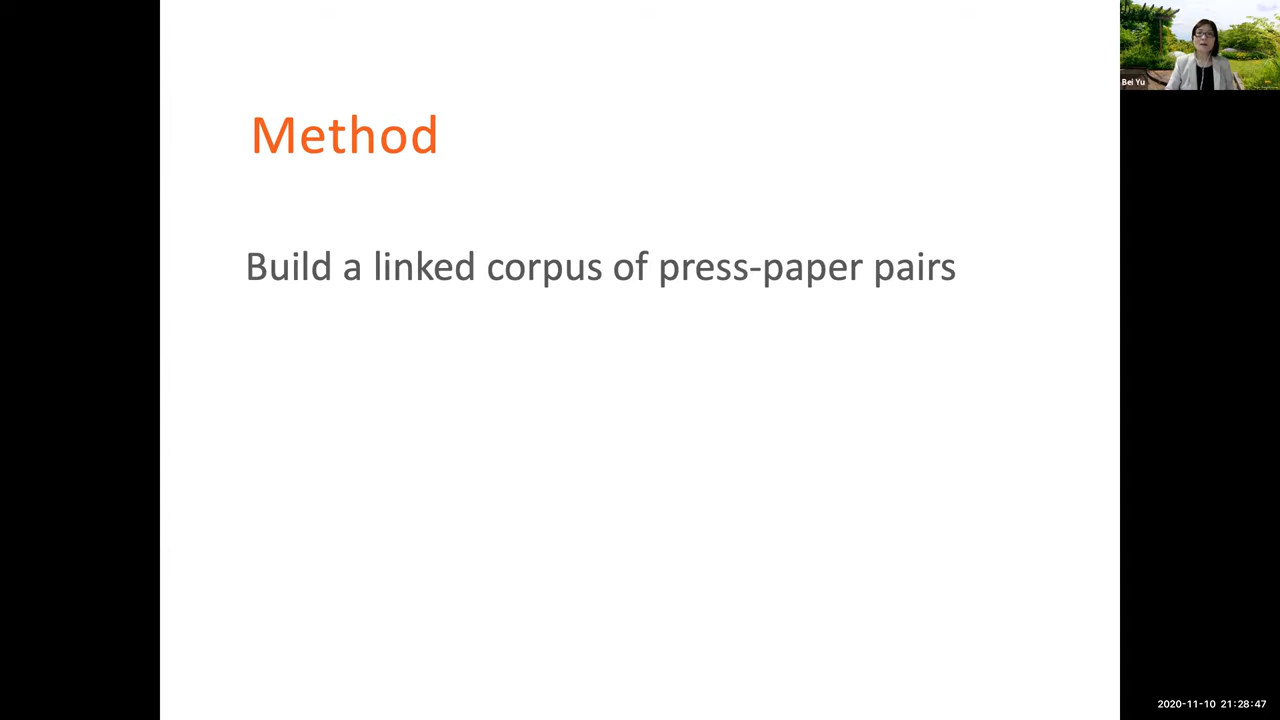 Method
Build a linked corpus of press-paper pairs
Bei Yu
2020-11-10 21:28:47